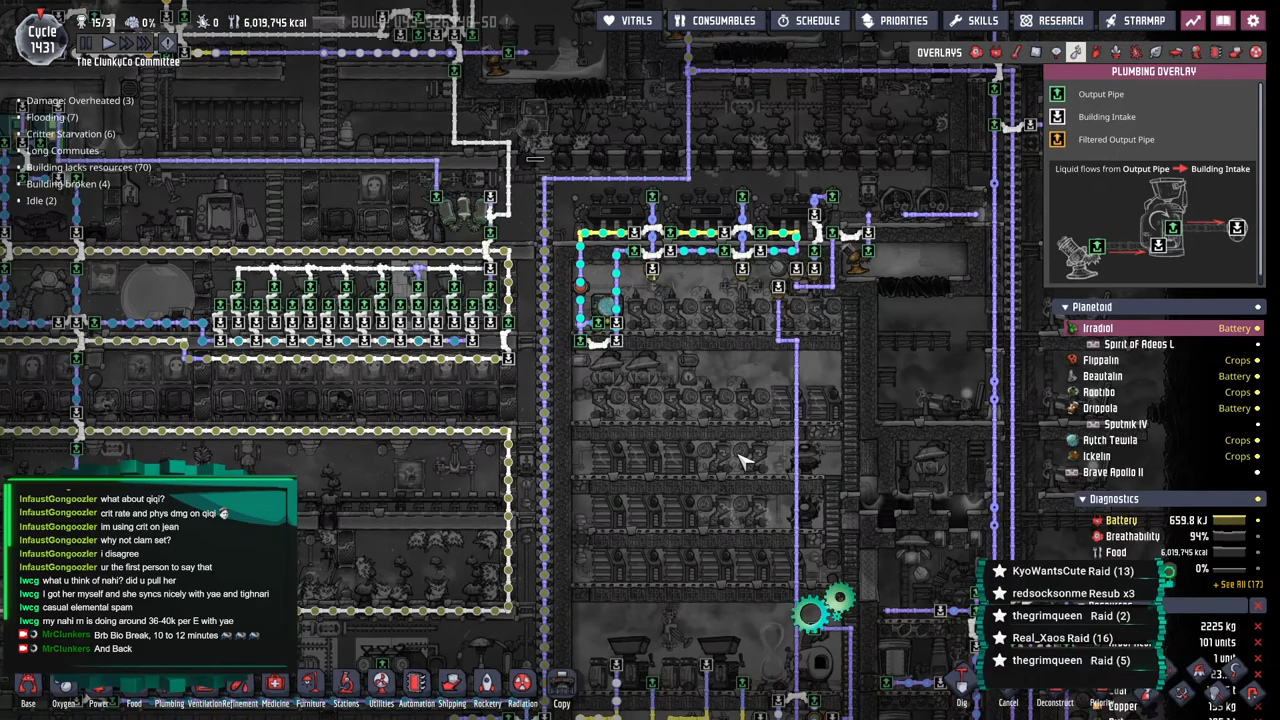 15/31
0%
0
6,019,745 kcal
BUILD
VITALS
CONSUMABLES
SCHEDULE
PRIORITIES
SKILLS
RESEARCH
STARMAP
Cycle
1431
The ClunkyCo Committee
OVERLAYS
Damage: Overheated (3)
Flooding (7)
Critter Starvation (6)
Long Commutes
Building lacks resources (70)
Building broken (4)
Idle (2)
PLUMBING OVERLAY
Output Pipe
Building Intake
Filtered Output Pipe
Liquid flows from Output Pipe Building Intake
Planetoid
Irradiol Battery
Spirit of Adeos L
Flippalin Crops
Beautalin Battery
Rootibo Crops
Drippola Battery
Sputnik IV
Aytch Tewila Crops
Ickelin Crops
Brave Apollo II
Diagnostics
Battery 659.8 kJ
Breathability 94%
Food 6,019,745 kcal
0%
+ See All (17)
2225 kg
101 units
InfaustGongoozler what about qiqi?
InfaustGongoozler crit rate and phys dmg on qiqi
InfaustGongoozler im using crit on jean
InfaustGongoozler why not clam set?
InfaustGongoozler i disagree
InfaustGongoozler ur the first person to say that
lwcg what u think of nahi? did u pull her
lwcg I got her myself and she syncs nicely with yae and tighnari
lwcg casual elemental spam
lwcg my nahi rn is doing around 36-40k per E with yae
MrClunkers Brb Bio Break, 10 to 12 minutes
MrClunkers And Back
KyoWantsCute Raid (13)
redsocksonme Resub x3
thegrimqueen Raid (2)
Real_Xaos Raid (16)
thegrimqueen Raid (5)
Base
Oxygen
Power
Food
Plumbing
Ventilation
Refinement
Medicine
Furniture
Stations
Utilities
Automation
Shipping
Rocketry
Radiation
Copy
Dig
Cancel
Deconstruct
Copper